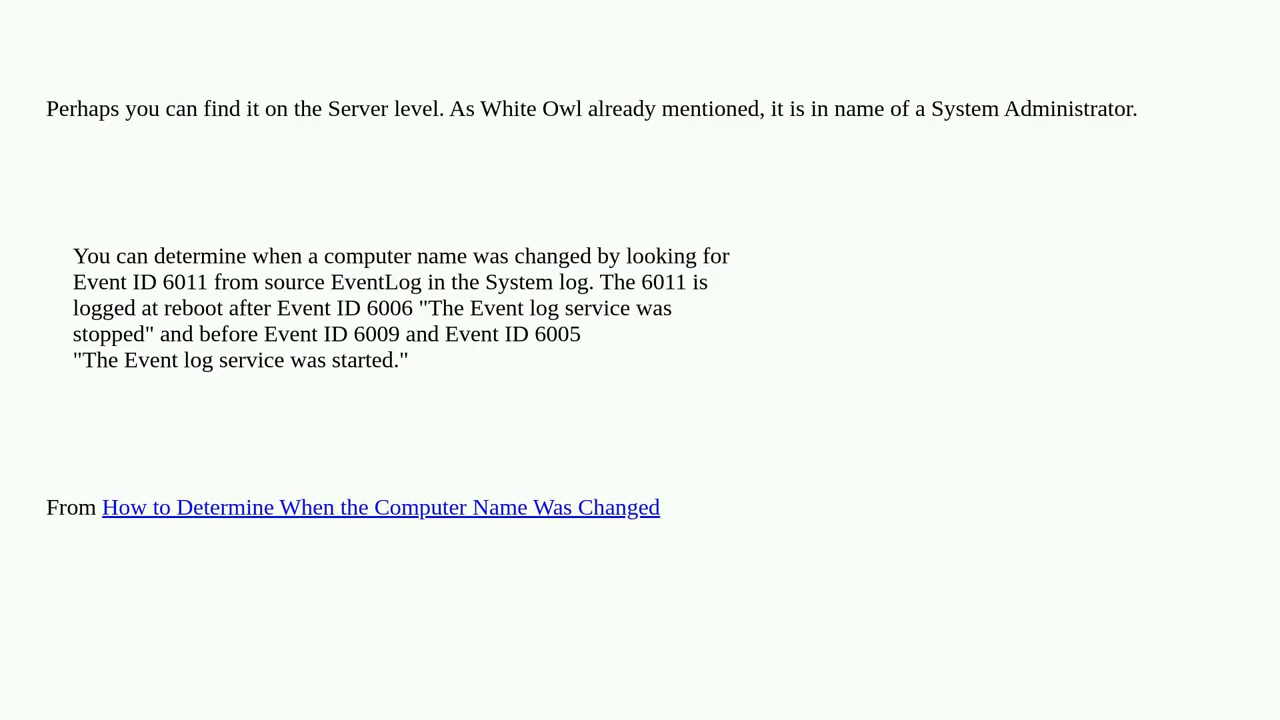 Perhaps you can find it on the Server level. As White Owl already mentioned, it is in name of a System Administrator.
You can determine when a computer name was changed by looking for
Event ID 6011 from source EventLog in the System log. The 6011 is
logged at reboot after Event ID 6006 "The Event log service was
stopped" and before Event ID 6009 and Event ID 6005
"The Event log service was started."
From How to Determine When the Computer Name Was Changed